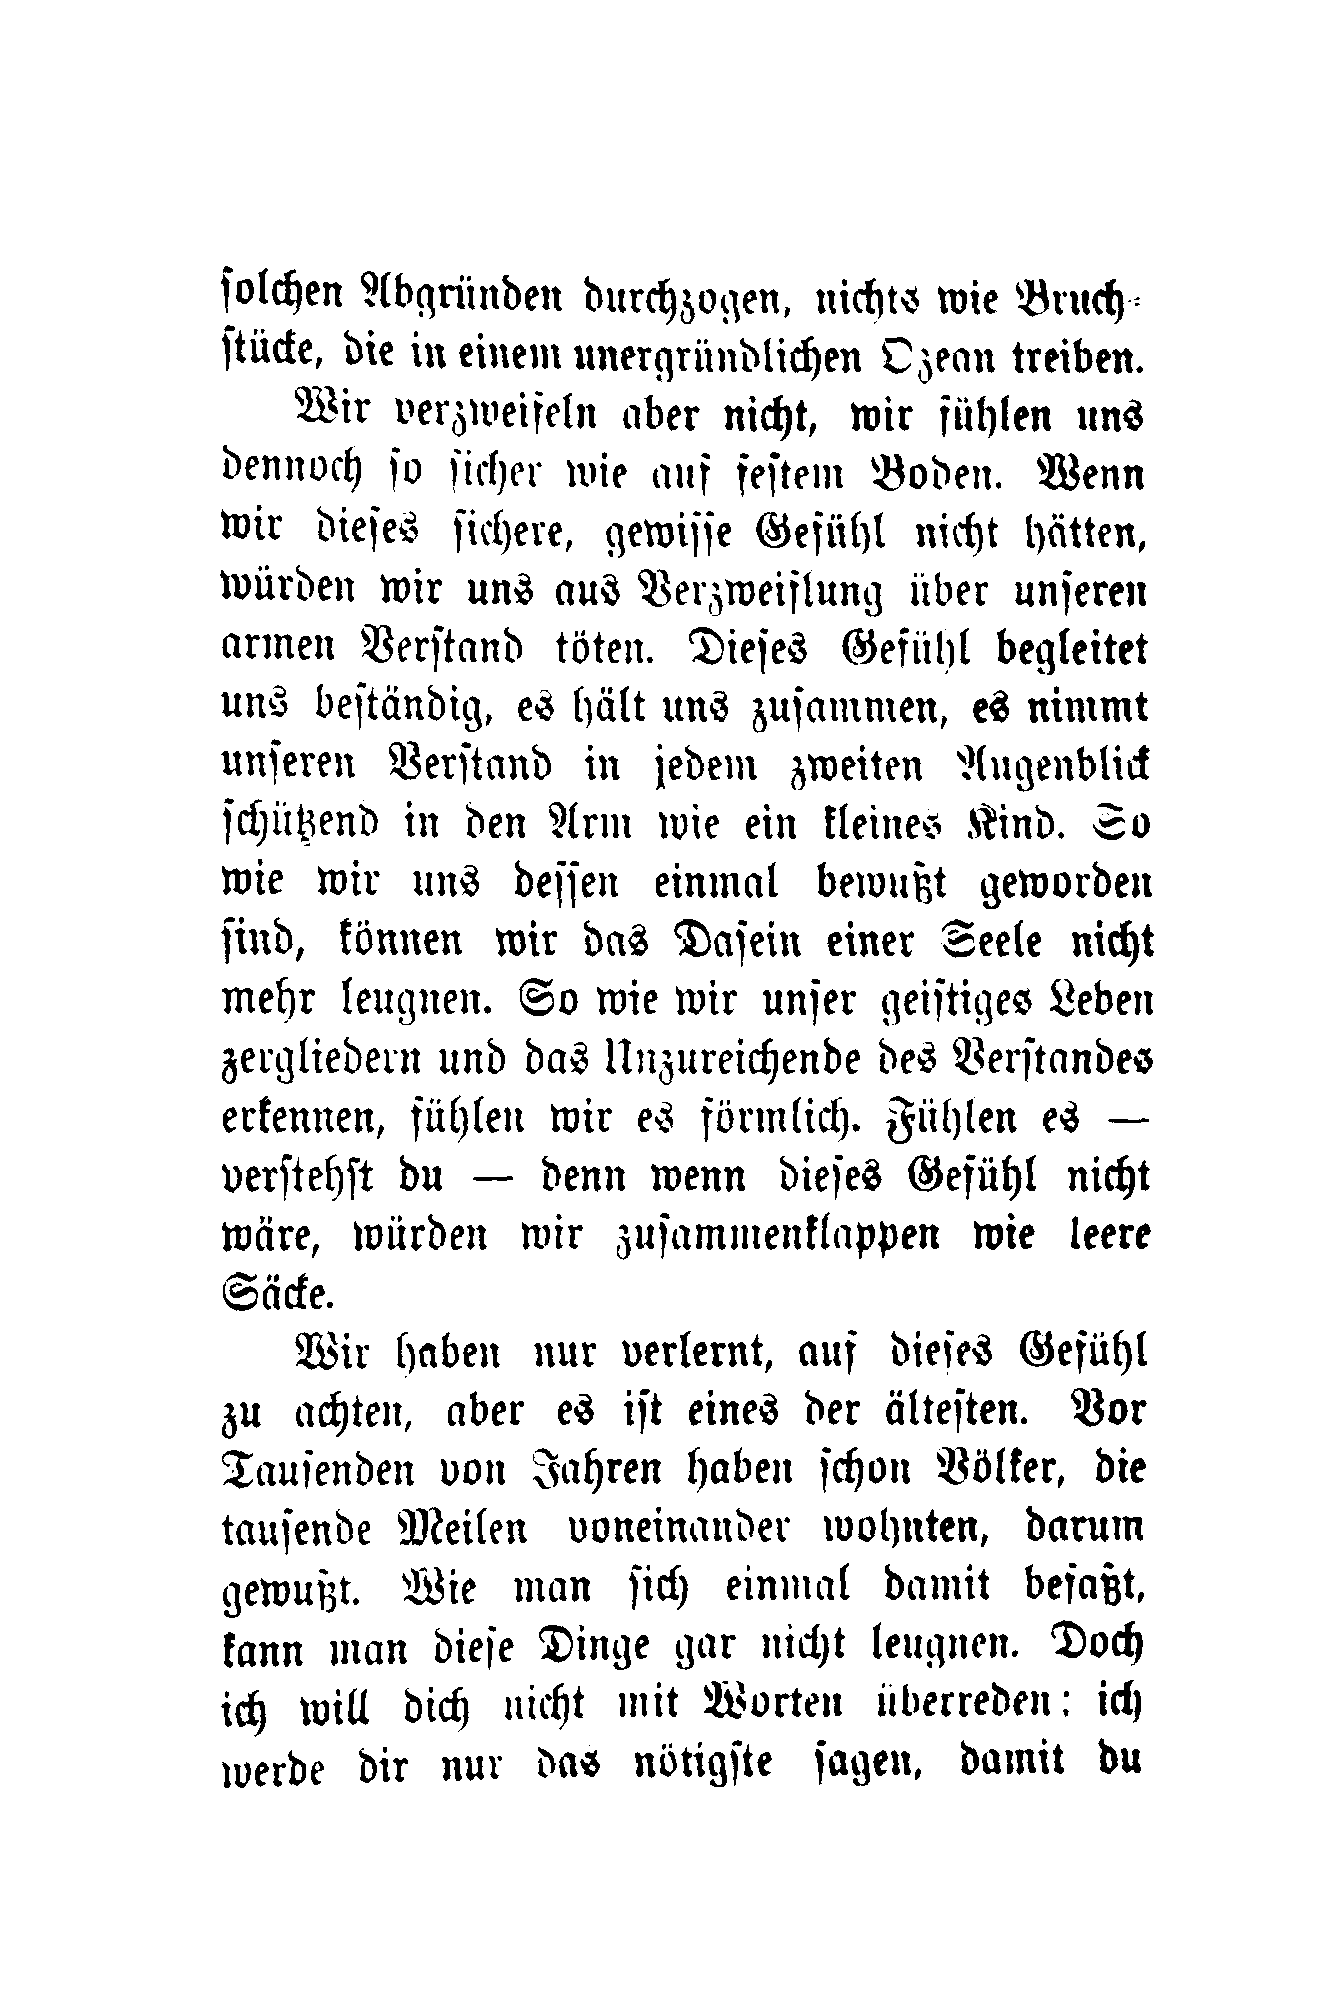 solchen Abgründen durchzogen, nichts wie Bruch-
stücke, die in einem unergründlichen Ozean treiben.
Wir verzweifeln aber nicht, wir fühlen uns
dennoch so sicher wie auf festem Boden. Wenn
wir dieses sichere, gewisse Gefühl nicht hätten,
würden wir uns aus Verzweiflung über unseren
armen Verstand töten. Dieses Gefühl begleitet
uns beständig, es hält uns zusammen, es nimmt
unseren Verstand in jedem zweiten Augenblick
schützend in den Arm wie ein kleines Kind. So
wie wir uns dessen einmal bewußt geworden
sind, können wir das Dasein einer Seele nicht
mehr leugnen. So wie wir unser geistiges Leben
zergliedern und das Unzureichende des Verstandes
erkennen, fühlen wir es förmlich. Fühlen es —
verstehst du — denn wenn dieses Gefühl nicht
wäre, würden wir zusammenklappen wie leere
Säcke.
Wir haben nur verlernt, auf dieses Gefühl
zu achten, aber es ist eines der ältesten. Vor
Tausenden von Jahren haben schon Völker, die
tausende Meilen voneinander wohnten, darum
gewußt. Wie man sich einmal damit befaßt,
kann man diese Dinge gar nicht leugnen. Doch
ich will dich nicht mit Worten überreden; ich
werde dir nur das nötigste sagen, damit du